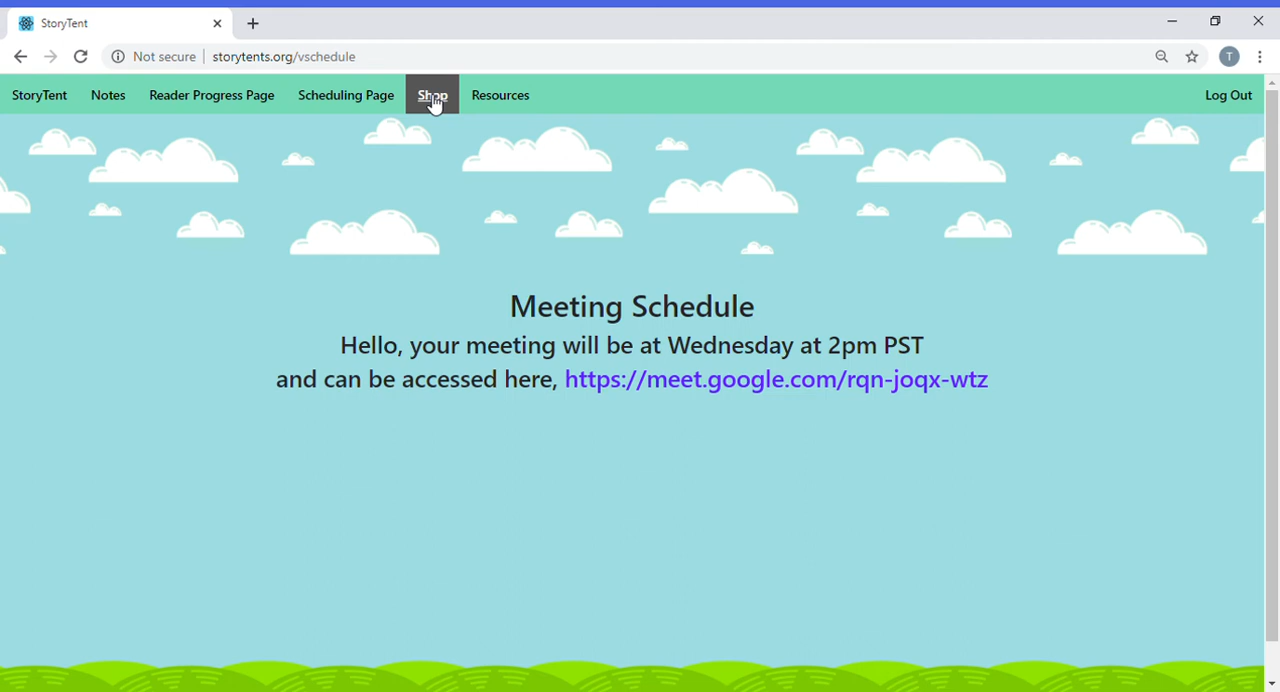 StoryTent
Not secure storytents.org/vschedule
T
StoryTent Notes Reader Progress Page Scheduling Page Shop Resources Log Out
Meeting Schedule
Hello, your meeting will be at Wednesday at 2pm PST
and can be accessed here, https://meet.google.com/rqn-joqx-wtz